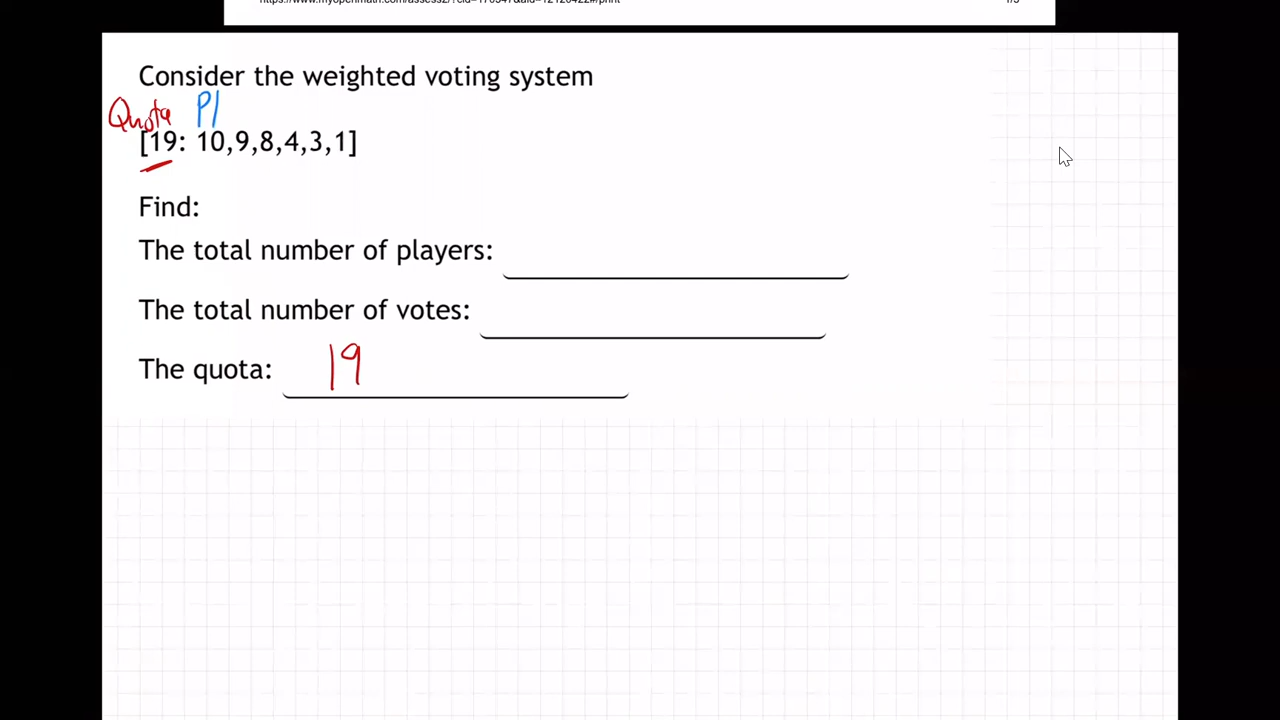 Consider the weighted voting system
Quota P1
[19: 10,9,8,4,3,1]
Find:
The total number of players:
The total number of votes:
The quota: 19